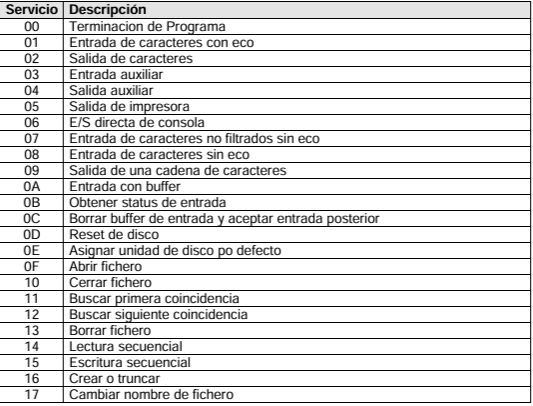 Servicio Descripción
00 Terminacion de Programa
01 Entrada de caracteres con eco
02 Salida de caracteres
03 Entrada auxiliar
04 Salida auxiliar
05 Salida de impresora
06 E/S directa de consola
07 Entrada de caracteres no filtrados sin eco
08 Entrada de caracteres sin eco
09 Salida de una cadena de caracteres
0A Entrada con buffer
0B Obtener status de entrada
0C Borrar buffer de entrada y aceptar entrada posterior
0D Reset de disco
0E Asignar unidad de disco po defecto
0F Abrir fichero
10 Cerrar fichero
11 Buscar primera coincidencia
12 Buscar siguiente coincidencia
13 Borrar fichero
14 Lectura secuencial
15 Escritura secuencial
16 Crear o truncar
17 Cambiar nombre de fichero